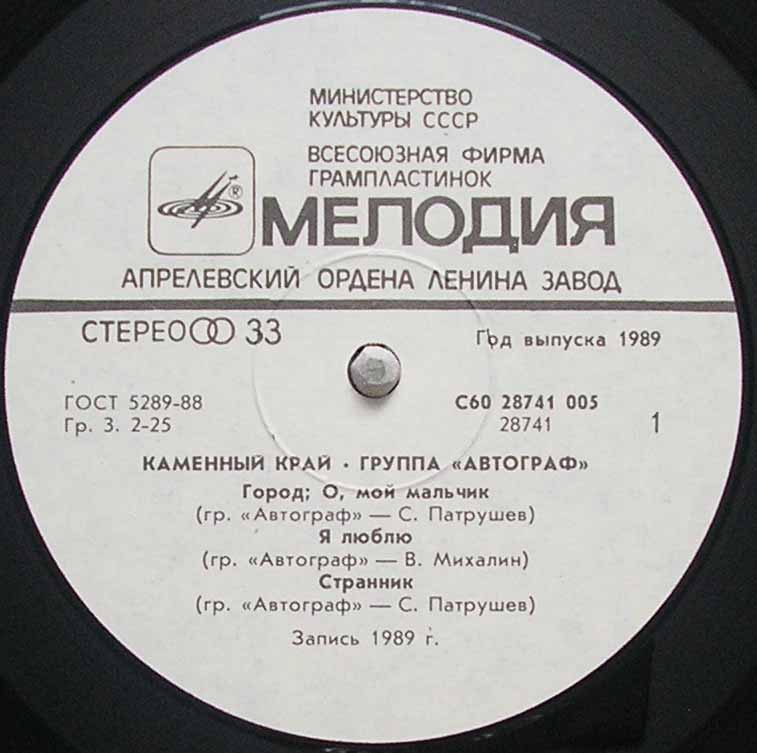 МИНИСТЕРСТВО
КУЛЬТУРЫ СССР
ВСЕСОЮЗНАЯ ФИРМА
ГРАМПЛАСТИНОК
®
МЕЛОДИЯ
АПРЕЛЕВСКИЙ ОРДЕНА ЛЕНИНА ЗАВОД
СТЕРЕО 33
Год выпуска 1989
ГОСТ 5289-88
Гр. 3. 2-25
С60 28741 005
28741
1
КАМЕННЫЙ КРАЙ · ГРУППА «АВТОГРАФ»
Город; О, мой мальчик
(гр. «Автограф» — С. Патрушев)
Я люблю
(гр. «Автограф» — В. Михалин)
Странник
(гр. «Автограф» — С. Патрушев)
Запись 1989 г.